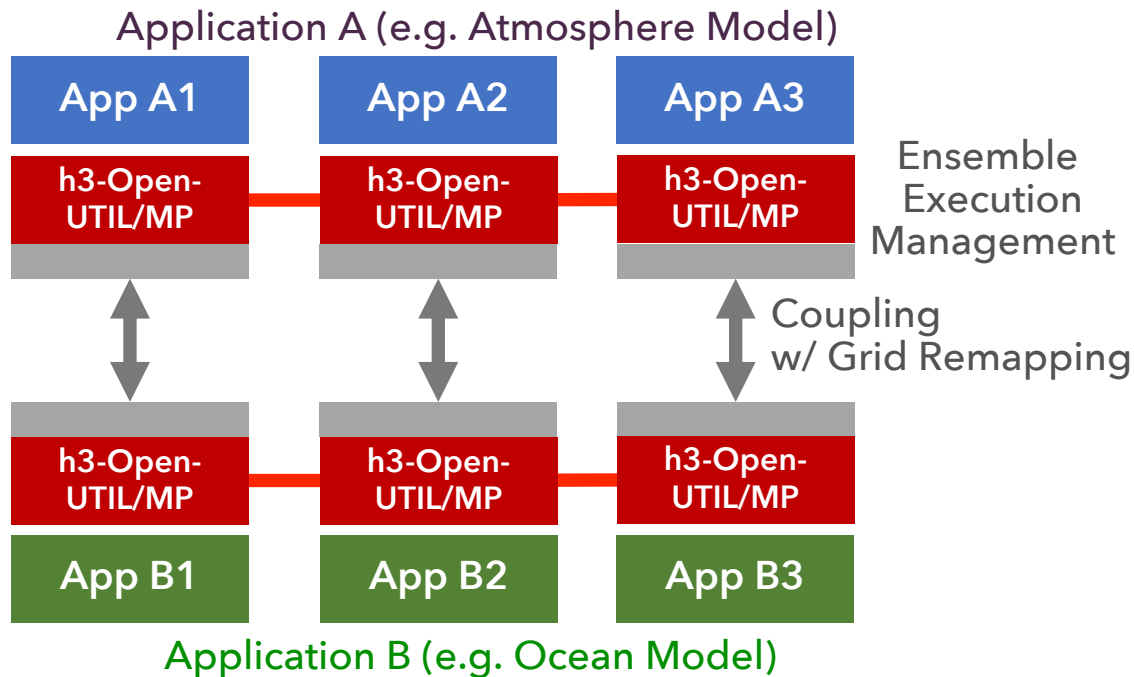 Application A (e.g. Atmosphere Model)
App A1
App A2
App A3
h3-Open-
UTIL/MP
h3-Open-
UTIL/MP
h3-Open-
UTIL/MP
Ensemble
Execution
Management
Coupling
w/ Grid Remapping
h3-Open-
UTIL/MP
h3-Open-
UTIL/MP
h3-Open-
UTIL/MP
App B1
App B2
App B3
Application B (e.g. Ocean Model)